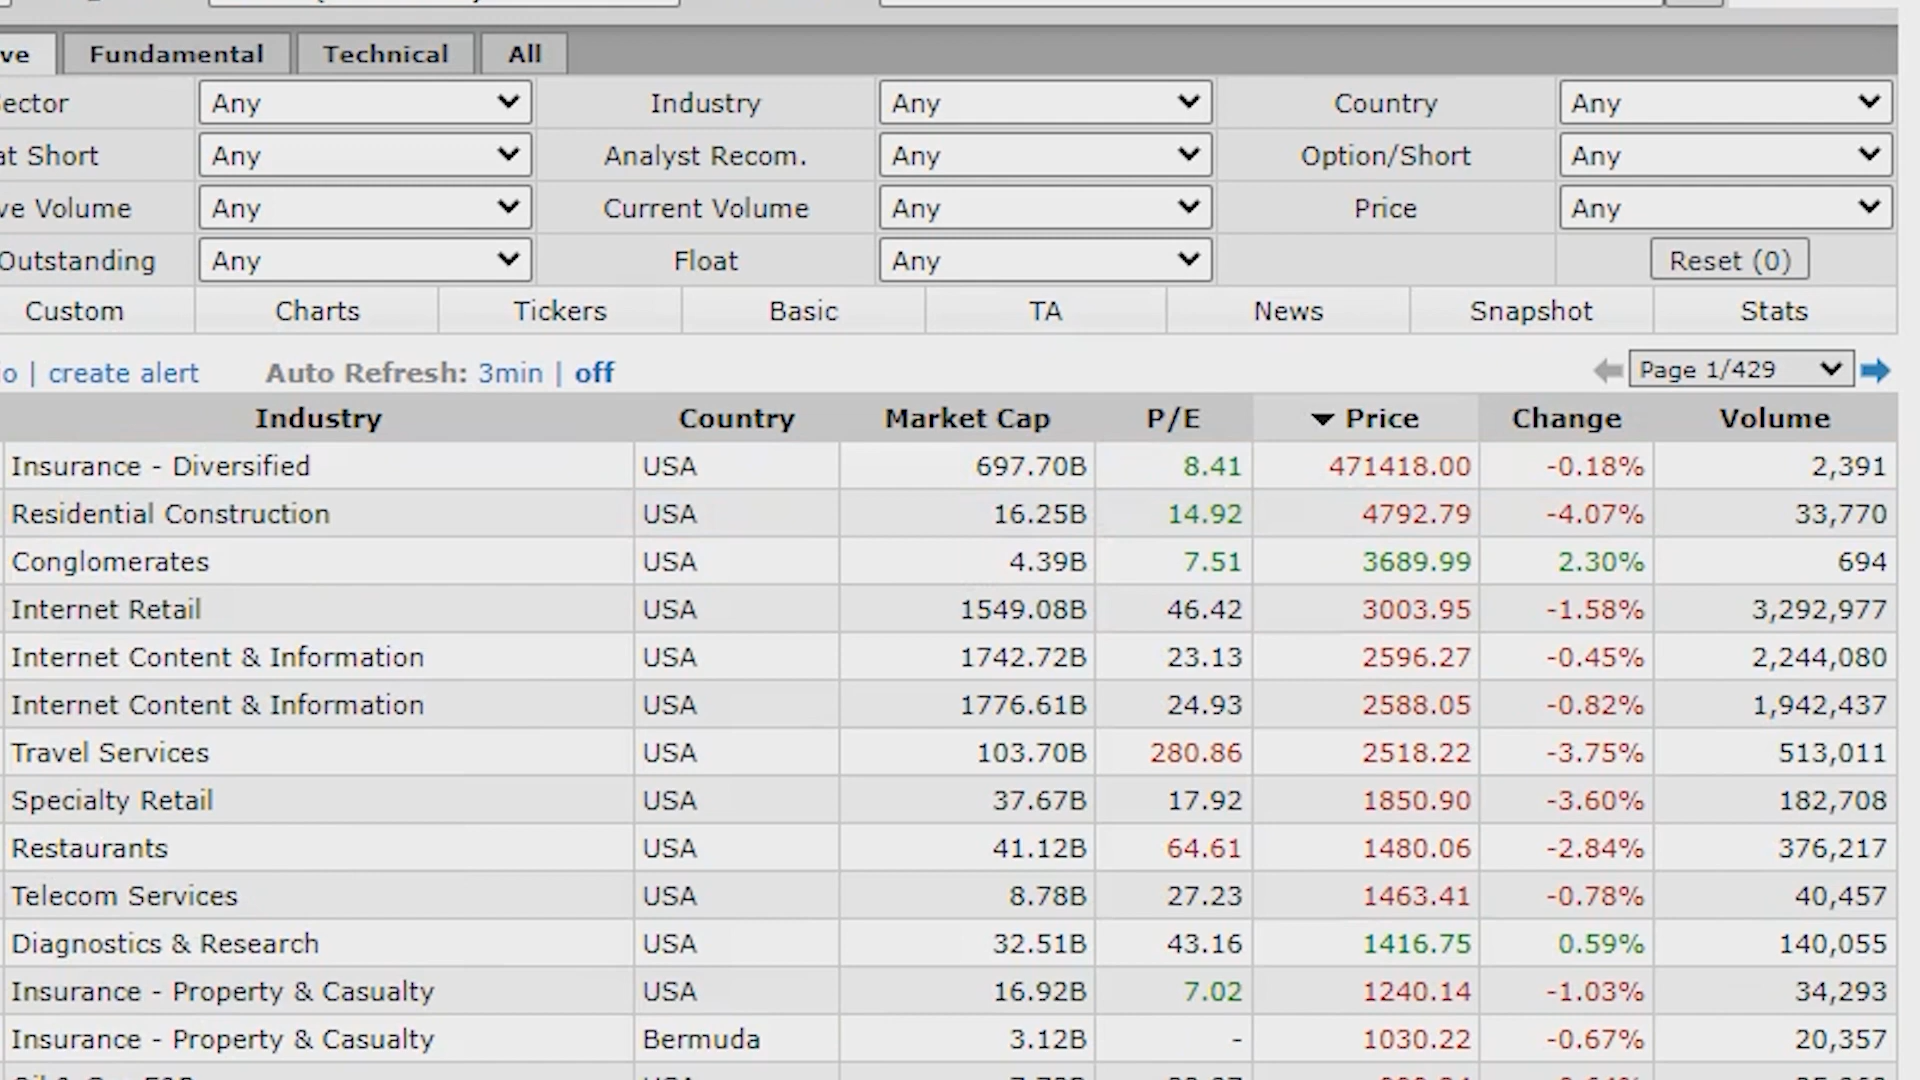 ve Fundamental Technical All
ector Any Industry Any Country Any
at Short Any Analyst Recom. Any Option/Short Any
ve Volume Any Current Volume Any Price Any
Outstanding Any Float Any Reset (0)
Custom Charts Tickers Basic TA News Snapshot Stats
io | create alert Auto Refresh: 3min | off Page 1/429
Industry Country Market Cap P/E Price Change Volume
Insurance - Diversified USA 697.70B 8.41 471418.00 -0.18% 2,391
Residential Construction USA 16.25B 14.92 4792.79 -4.07% 33,770
Conglomerates USA 4.39B 7.51 3689.99 2.30% 694
Internet Retail USA 1549.08B 46.42 3003.95 -1.58% 3,292,977
Internet Content & Information USA 1742.72B 23.13 2596.27 -0.45% 2,244,080
Internet Content & Information USA 1776.61B 24.93 2588.05 -0.82% 1,942,437
Travel Services USA 103.70B 280.86 2518.22 -3.75% 513,011
Specialty Retail USA 37.67B 17.92 1850.90 -3.60% 182,708
Restaurants USA 41.12B 64.61 1480.06 -2.84% 376,217
Telecom Services USA 8.78B 27.23 1463.41 -0.78% 40,457
Diagnostics & Research USA 32.51B 43.16 1416.75 0.59% 140,055
Insurance - Property & Casualty USA 16.92B 7.02 1240.14 -1.03% 34,293
Insurance - Property & Casualty Bermuda 3.12B - 1030.22 -0.67% 20,357